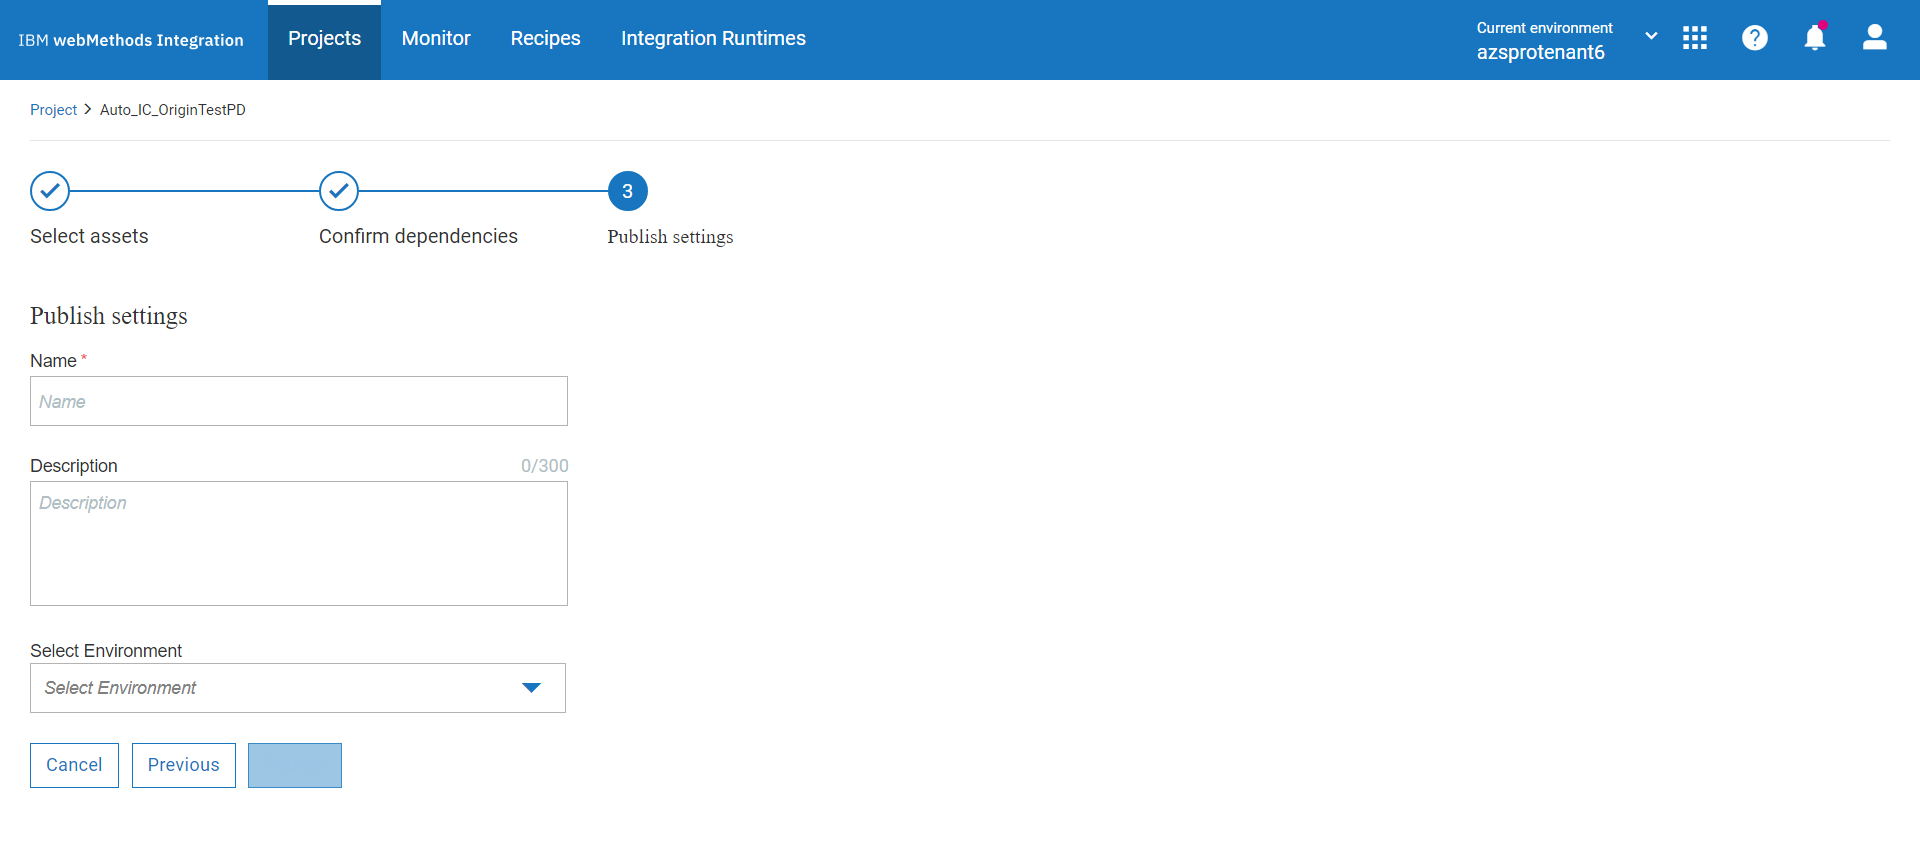 IBM webMethods Integration
Projects
Monitor
Recipes
Integration Runtimes
Current environment
azsprotenant6
?
Project > Auto_IC_OriginTestPD
3
Select assets
Confirm dependencies
Publish settings
Publish settings
Name *
Name
Description
0/300
Description
Select Environment
Select Environment
Cancel
Previous